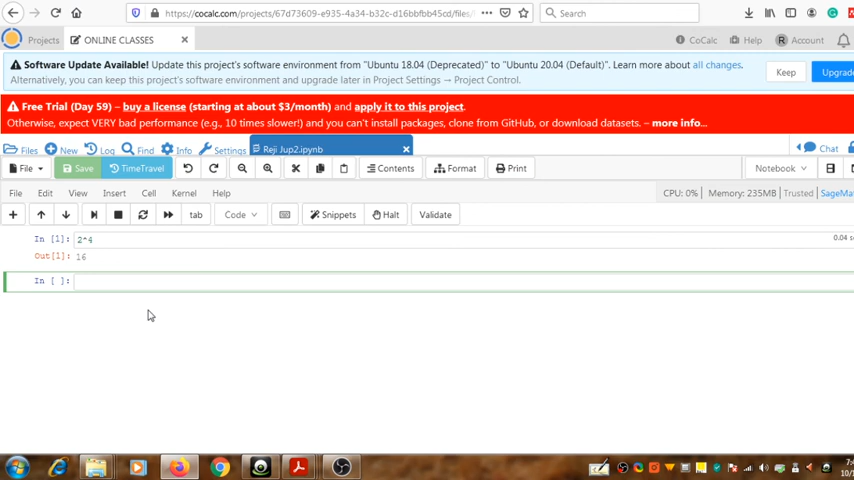 https://cocalc.com/projects/67d73609-e935-4a34-b32c-d16bbfbb45cd/files/ Search
Projects ONLINE CLASSES CoCalc Help R Account
Software Update Available! Update this project's software environment from "Ubuntu 18.04 (Deprecated)" to "Ubuntu 20.04 (Default)". Learn more about all changes.
Alternatively, you can keep this project's software environment and upgrade later in Project Settings → Project Control.
Keep Upgrade
Free Trial (Day 59) – buy a license (starting at about $3/month) and apply it to this project.
Otherwise, expect VERY bad performance (e.g., 10 times slower!) and you can't install packages, clone from GitHub, or download datasets. – more info...
Files New Log Find Info Settings Reji Jup2.ipynb Chat
File Save TimeTravel Contents Format Print Notebook
File Edit View Insert Cell Kernel Help CPU: 0% Memory: 235MB Trusted SageMat
tab Code Snippets Halt Validate
In [1]: 2^4 0.04 s
Out[1]: 16
In [ ]:
7:
10/